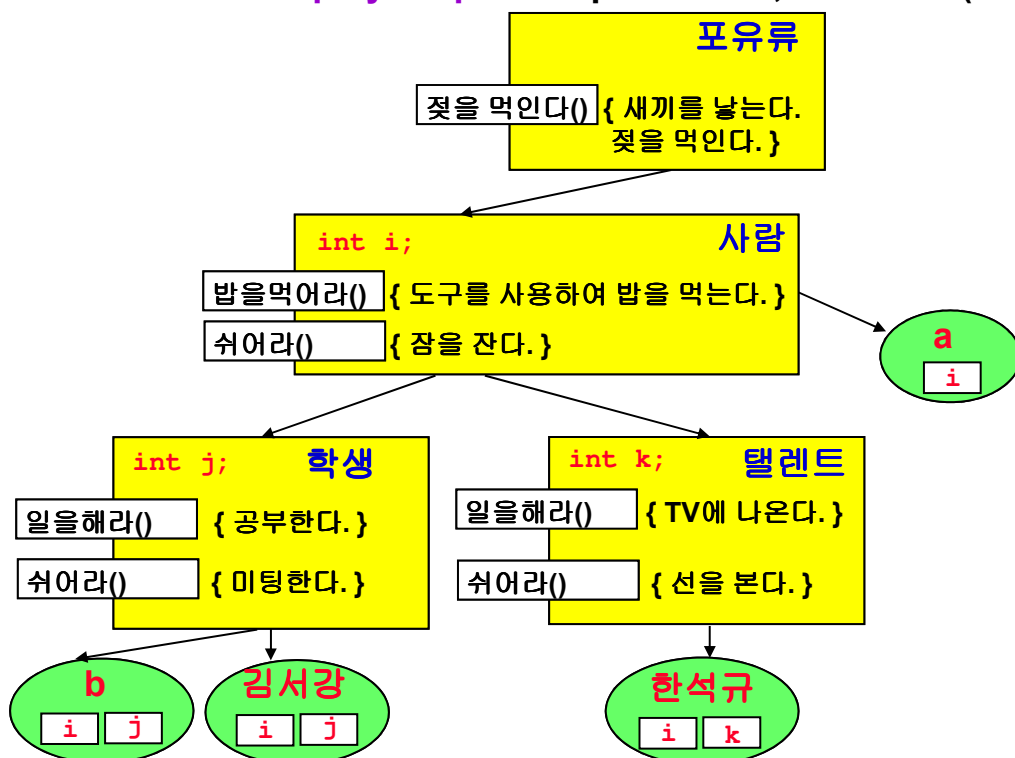 포유류
젖을 먹인다() { 새끼를 낳는다.
젖을 먹인다. }
int i; 사람
밥을먹어라() { 도구를 사용하여 밥을 먹는다. }
쉬어라() { 잠을 잔다. }
a
i
int j; 학생
일을해라() { 공부한다. }
쉬어라() { 미팅한다. }
int k; 탤렌트
일을해라() { TV에 나온다. }
쉬어라() { 선을 본다. }
b
i j
김서강
i j
한석규
i k